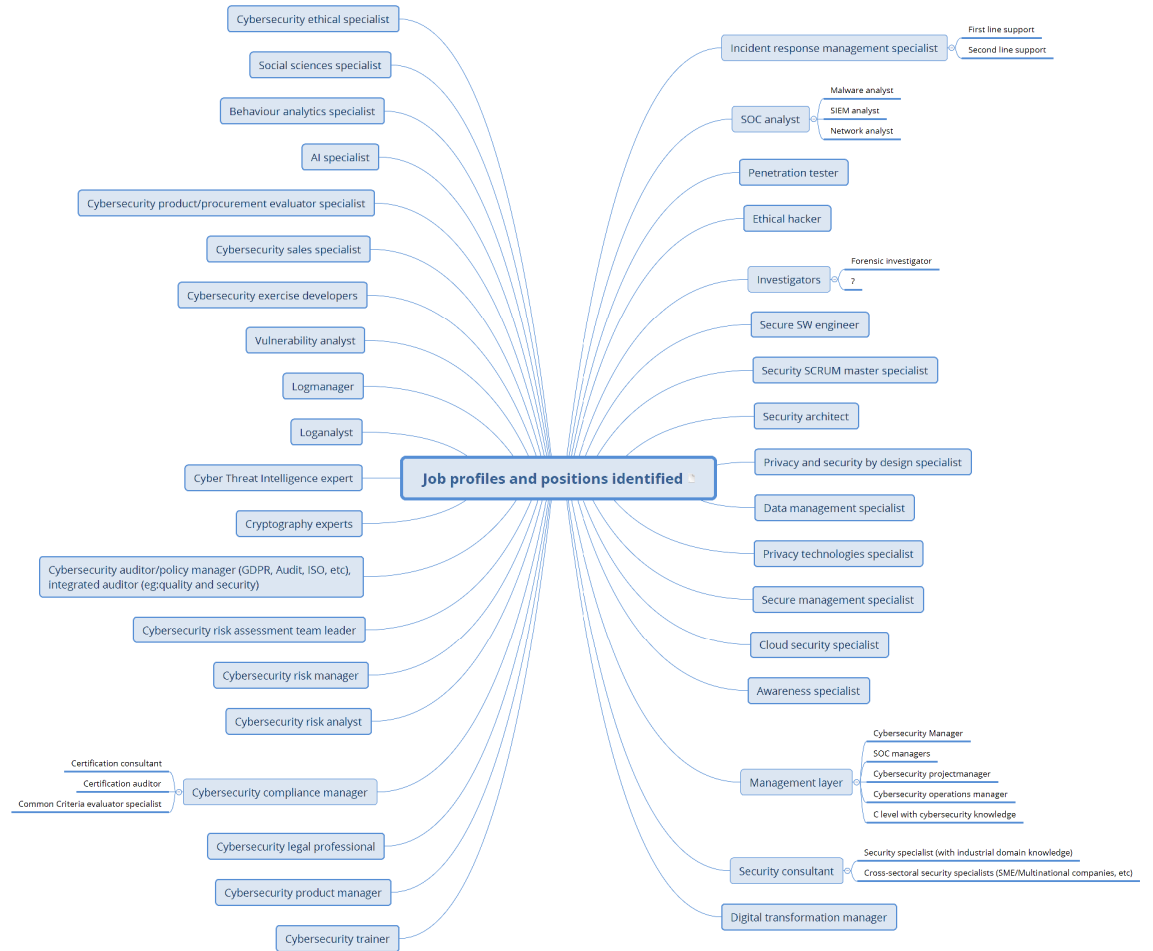 Job profiles and positions identified
Incident response management specialist
First line support
Second line support
SOC analyst
Malware analyst
SIEM analyst
Network analyst
Penetration tester
Ethical hacker
Investigators
Forensic investigator
?
Secure SW engineer
Security SCRUM master specialist
Security architect
Privacy and security by design specialist
Data management specialist
Privacy technologies specialist
Secure management specialist
Cloud security specialist
Awareness specialist
Management layer
Cybersecurity Manager
SOC managers
Cybersecurity projectmanager
Cybersecurity operations manager
C level with cybersecurity knowledge
Security consultant
Security specialist (with industrial domain knowledge)
Cross-sectoral security specialists (SME/Multinational companies, etc)
Digital transformation manager
Cybersecurity ethical specialist
Social sciences specialist
Behaviour analytics specialist
AI specialist
Cybersecurity product/procurement evaluator specialist
Cybersecurity sales specialist
Cybersecurity exercise developers
Vulnerability analyst
Logmanager
Loganalyst
Cyber Threat Intelligence expert
Cryptography experts
Cybersecurity auditor/policy manager (GDPR, Audit, ISO, etc),
integrated auditor (eg:quality and security)
Cybersecurity risk assessment team leader
Cybersecurity risk manager
Cybersecurity risk analyst
Cybersecurity compliance manager
Certification consultant
Certification auditor
Common Criteria evaluator specialist
Cybersecurity legal professional
Cybersecurity product manager
Cybersecurity trainer